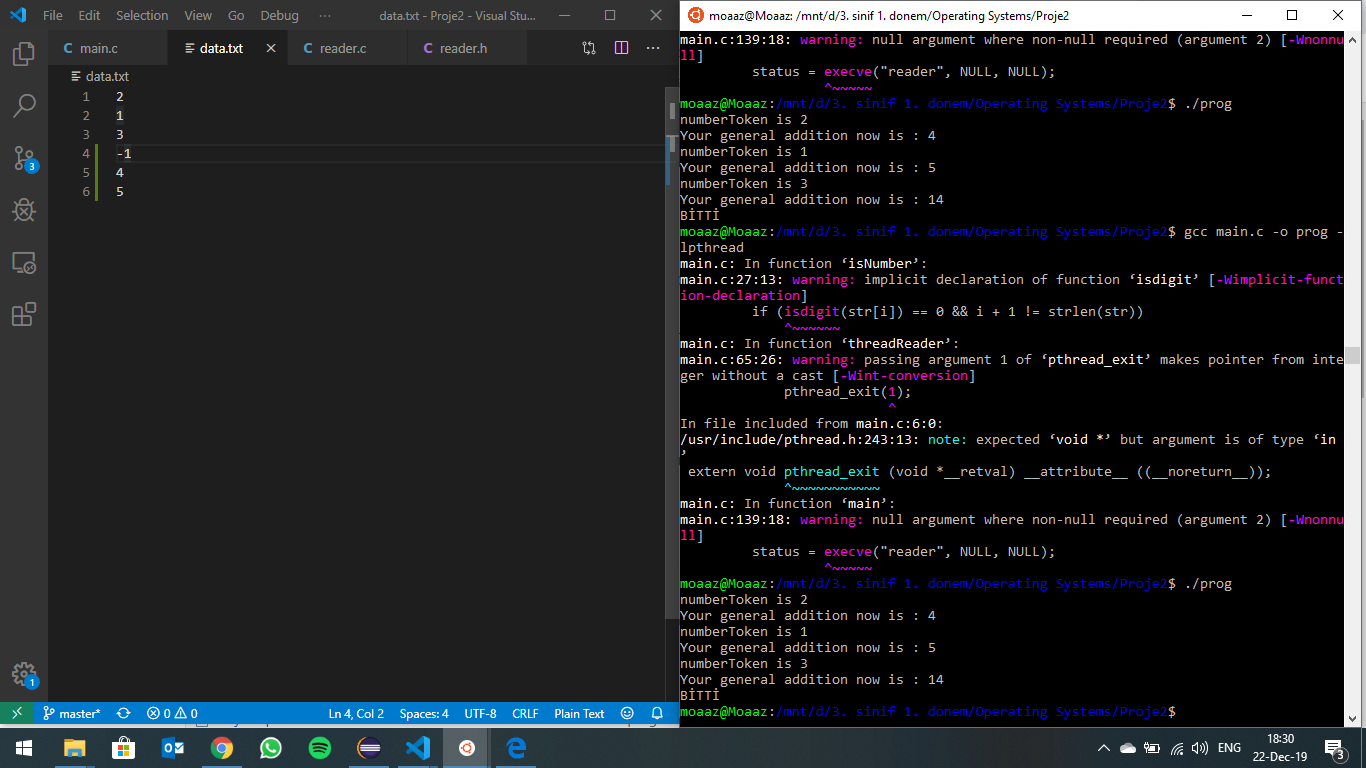 File Edit Selection View Go Debug ··· data.txt - Proje2 - Visual Stu...
main.c data.txt reader.c reader.h
data.txt
1 2
2 1
3 3
4 -1
5 4
6 5
3
1
master* 0 0 Ln 4, Col 2 Spaces: 4 UTF-8 CRLF Plain Text
moaaz@Moaaz: /mnt/d/3. sinif 1. donem/Operating Systems/Proje2
main.c:139:18: warning: null argument where non-null required (argument 2) [-Wnonnu
ll]
status = execve("reader", NULL, NULL);
^~~~~~
moaaz@Moaaz:/mnt/d/3. sinif 1. donem/Operating Systems/Proje2$ ./prog
numberToken is 2
Your general addition now is : 4
numberToken is 1
Your general addition now is : 5
numberToken is 3
Your general addition now is : 14
BİTTİ
moaaz@Moaaz:/mnt/d/3. sinif 1. donem/Operating Systems/Proje2$ gcc main.c -o prog -
lpthread
main.c: In function ‘isNumber’:
main.c:27:13: warning: implicit declaration of function ‘isdigit’ [-Wimplicit-funct
ion-declaration]
if (isdigit(str[i]) == 0 && i + 1 != strlen(str))
^~~~~~~
main.c: In function ‘threadReader’:
main.c:65:26: warning: passing argument 1 of ‘pthread_exit’ makes pointer from inte
ger without a cast [-Wint-conversion]
pthread_exit(1);
^
In file included from main.c:6:0:
/usr/include/pthread.h:243:13: note: expected ‘void *’ but argument is of type ‘in
’
extern void pthread_exit (void *__retval) __attribute__ ((__noreturn__));
^~~~~~~~~~~~
main.c: In function ‘main’:
main.c:139:18: warning: null argument where non-null required (argument 2) [-Wnonnu
ll]
status = execve("reader", NULL, NULL);
^~~~~~
moaaz@Moaaz:/mnt/d/3. sinif 1. donem/Operating Systems/Proje2$ ./prog
numberToken is 2
Your general addition now is : 4
numberToken is 1
Your general addition now is : 5
numberToken is 3
Your general addition now is : 14
BİTTİ
moaaz@Moaaz:/mnt/d/3. sinif 1. donem/Operating Systems/Proje2$
ENG 18:30
22-Dec-19 3